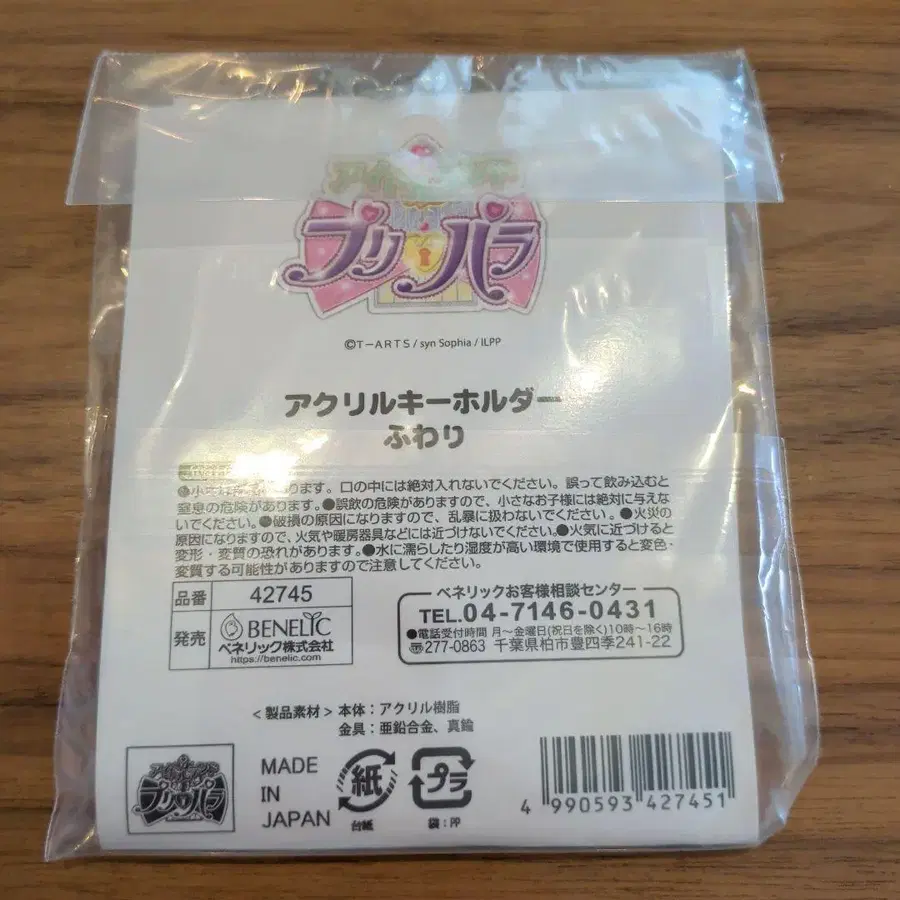 プリパラ
©T-ARTS / syn Sophia / ILPP
アクリルキーホルダー
ふわり
があります。口の中には絶対入れないでください。誤って飲み込むと
窒息の危険があります。●誤飲の危険がありますので、小さなお子様には絶対に与えな
いでください。●破損の原因になりますので、乱暴に扱わないでください。●火災の
原因になりますので、火気や暖房器具などには近づけないでください。●火気に近づけると
変形・変質の恐れがあります。●水に濡らしたり湿度が高い環境で使用すると変色・
変質する可能性がありますので注意してください。
品番 42745
発売 BENELIC
ベネリック株式会社
https://benelic.com
ベネリックお客様相談センター
TEL.04-7146-0431
●電話受付時間 月～金曜日(祝日を除く)10時～16時
〒277-0863 千葉県柏市豊四季241-22
<製品素材> 本体：アクリル樹脂
金具：亜鉛合金、真鍮
プリパラ
MADE
IN
JAPAN
紙
台紙
プラ
袋：PP
4 990593 427451